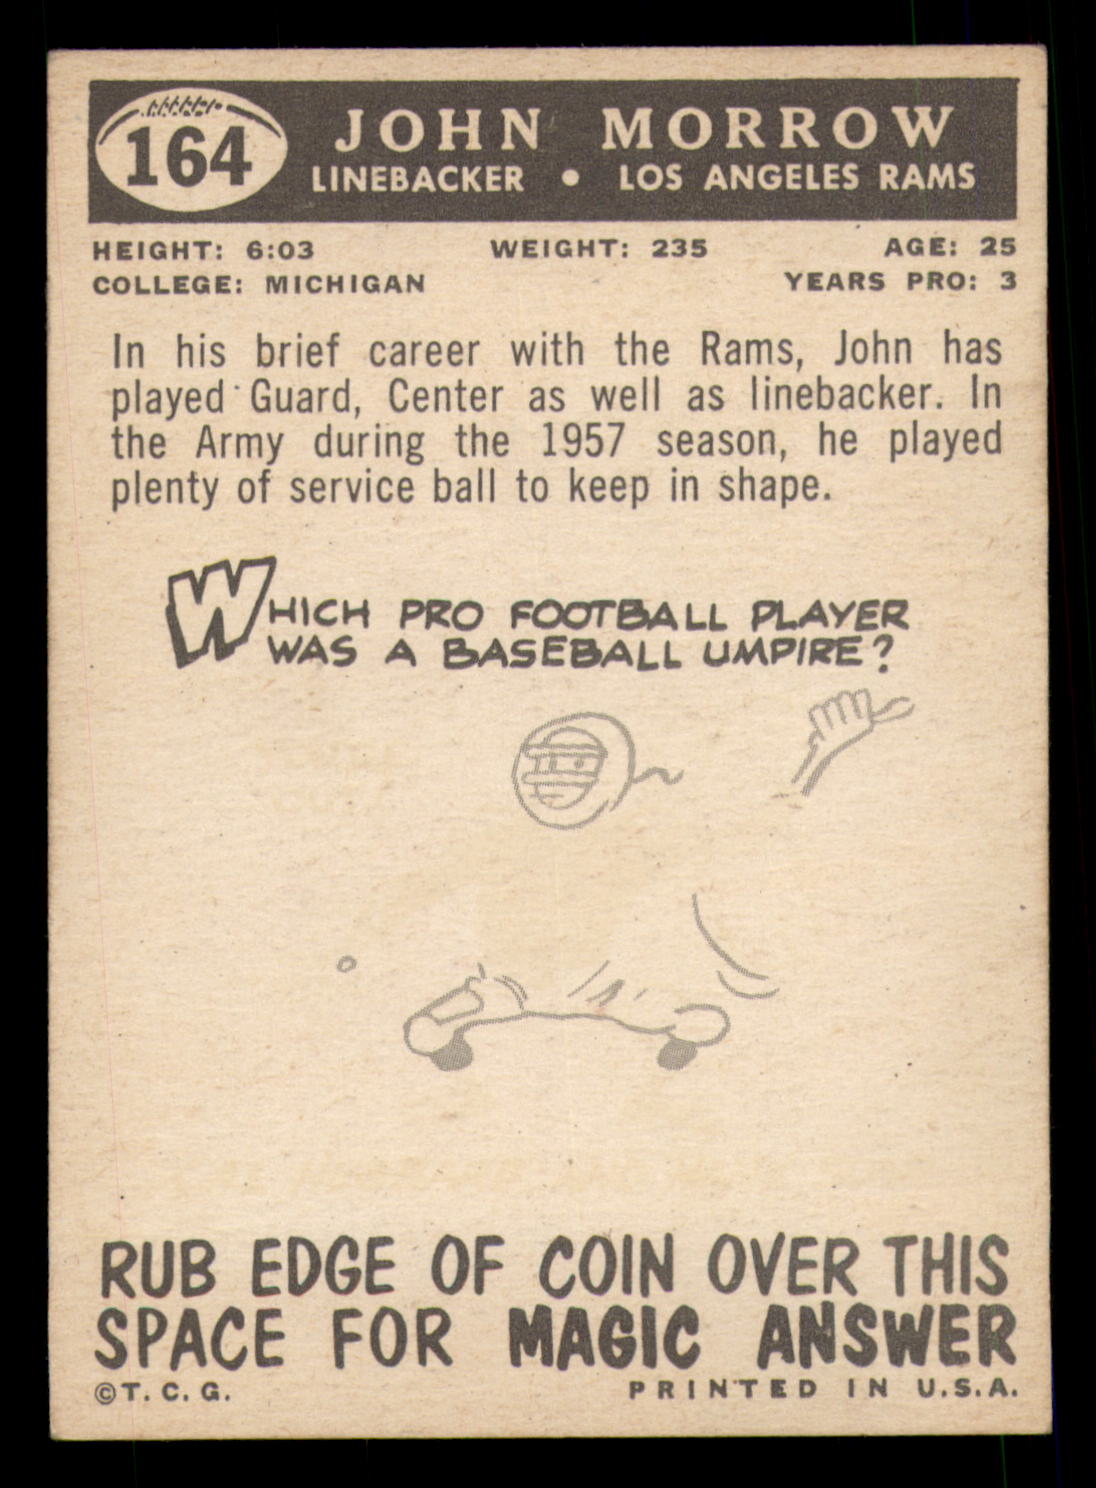 164
JOHN MORROW
LINEBACKER • LOS ANGELES RAMS
HEIGHT: 6:03 WEIGHT: 235 AGE: 25
COLLEGE: MICHIGAN YEARS PRO: 3
In his brief career with the Rams, John has
played Guard, Center as well as linebacker. In
the Army during the 1957 season, he played
plenty of service ball to keep in shape.
WHICH PRO FOOTBALL PLAYER
WAS A BASEBALL UMPIRE?
RUB EDGE OF COIN OVER THIS
SPACE FOR MAGIC ANSWER
©T. C. G. PRINTED IN U.S.A.